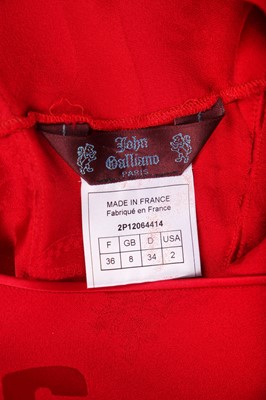 John
Galliano
PARIS
MADE IN FRANCE
Fabriqué en France
2P12064414
F GB D USA
36 8 34 2